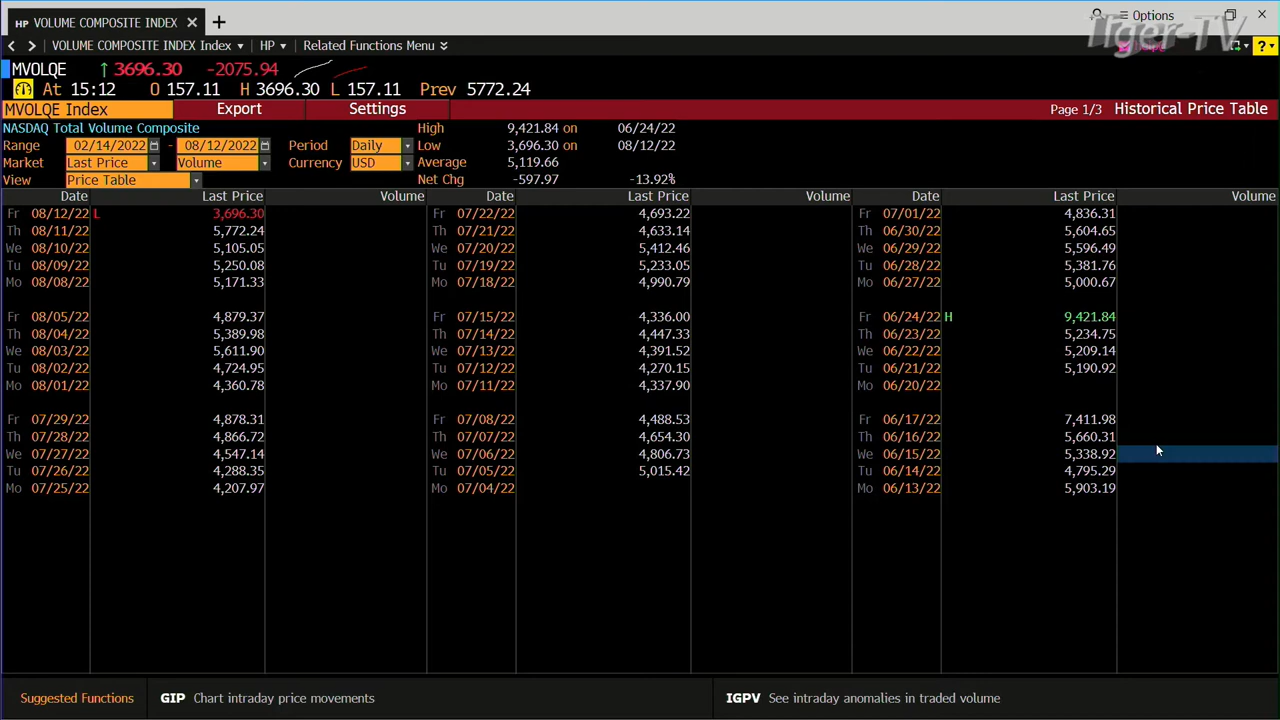 HP VOLUME COMPOSITE INDEX
Options
Tiger-TV
VOLUME COMPOSITE INDEX Index HP Related Functions Menu
MVOLQE ↑ 3696.30 -2075.94
At 15:12 O 157.11 H 3696.30 L 157.11 Prev 5772.24
MVOLQE Index Export Settings Page 1/3 Historical Price Table
NASDAQ Total Volume Composite High 9,421.84 on 06/24/22
Range 02/14/2022 - 08/12/2022 Period Daily Low 3,696.30 on 08/12/22
Market Last Price Volume Currency USD Average 5,119.66
View Price Table Net Chg -597.97 -13.92%
Date Last Price Volume Date Last Price Volume Date Last Price Volume
Fr 08/12/22 L 3,696.30 Fr 07/22/22 4,693.22 Fr 07/01/22 4,836.31
Th 08/11/22 5,772.24 Th 07/21/22 4,633.14 Th 06/30/22 5,604.65
We 08/10/22 5,105.05 We 07/20/22 5,412.46 We 06/29/22 5,596.49
Tu 08/09/22 5,250.08 Tu 07/19/22 5,233.05 Tu 06/28/22 5,381.76
Mo 08/08/22 5,171.33 Mo 07/18/22 4,990.79 Mo 06/27/22 5,000.67
Fr 08/05/22 4,879.37 Fr 07/15/22 4,336.00 Fr 06/24/22 H 9,421.84
Th 08/04/22 5,389.98 Th 07/14/22 4,447.33 Th 06/23/22 5,234.75
We 08/03/22 5,611.90 We 07/13/22 4,391.52 We 06/22/22 5,209.14
Tu 08/02/22 4,724.95 Tu 07/12/22 4,270.15 Tu 06/21/22 5,190.92
Mo 08/01/22 4,360.78 Mo 07/11/22 4,337.90 Mo 06/20/22
Fr 07/29/22 4,878.31 Fr 07/08/22 4,488.53 Fr 06/17/22 7,411.98
Th 07/28/22 4,866.72 Th 07/07/22 4,654.30 Th 06/16/22 5,660.31
We 07/27/22 4,547.14 We 07/06/22 4,806.73 We 06/15/22 5,338.92
Tu 07/26/22 4,288.35 Tu 07/05/22 5,015.42 Tu 06/14/22 4,795.29
Mo 07/25/22 4,207.97 Mo 07/04/22 Mo 06/13/22 5,903.19
Suggested Functions GIP Chart intraday price movements IGPV See intraday anomalies in traded volume